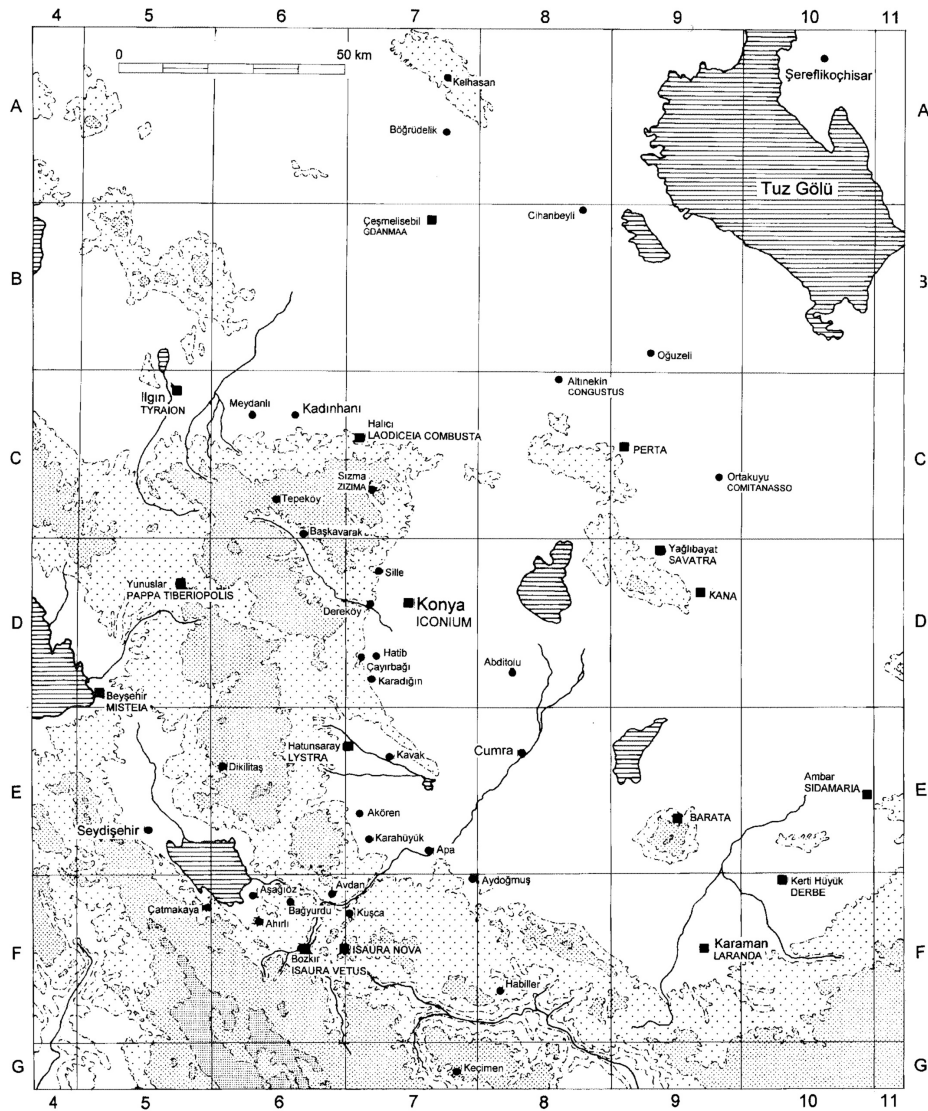 4 5 6 7 8 9 10 11
0 50 km
A
A
Şereflikoçhisar
Kelhasan
Böğrüdelik
Tuz Gölü
Cihanbeyli
Çeşmelisebil
GDANMAA
B
B
Oğuzeli
Altınekin
CONGUSTUS
Ilgın
TYRAION
Meydanlı
Kadınhanı
Halıcı
LAODICEIA COMBUSTA
PERTA
C
C
Sızma
ZIZIMA
Ortakuyu
COMITANASSO
Tepeköy
Başkavarak
Yağlıbayat
SAVATRA
Sille
Yunuslar
PAPPA TIBERIOPOLIS
KANA
Konya
ICONIUM
Dereköy
D
D
Hatib
Çayırbağı
Karadığın
Abditolu
Beyşehir
MISTEIA
Hatunsaray
LYSTRA
Kavak
Cumra
Dikilitaş
Ambar
SIDAMARIA
E
E
Akören
BARATA
Seydişehir
Karahüyük
Apa
Aydoğmuş
Kerti Hüyük
DERBE
Avdan
Aşağıöz
Bağyurdu
Çatmakaya
Kuşca
Ahırlı
ISAURA NOVA
Bozkır
ISAURA VETUS
Karaman
LARANDA
F
F
Habiller
G
G
Keçimen
4 5 6 7 8 9 10 11